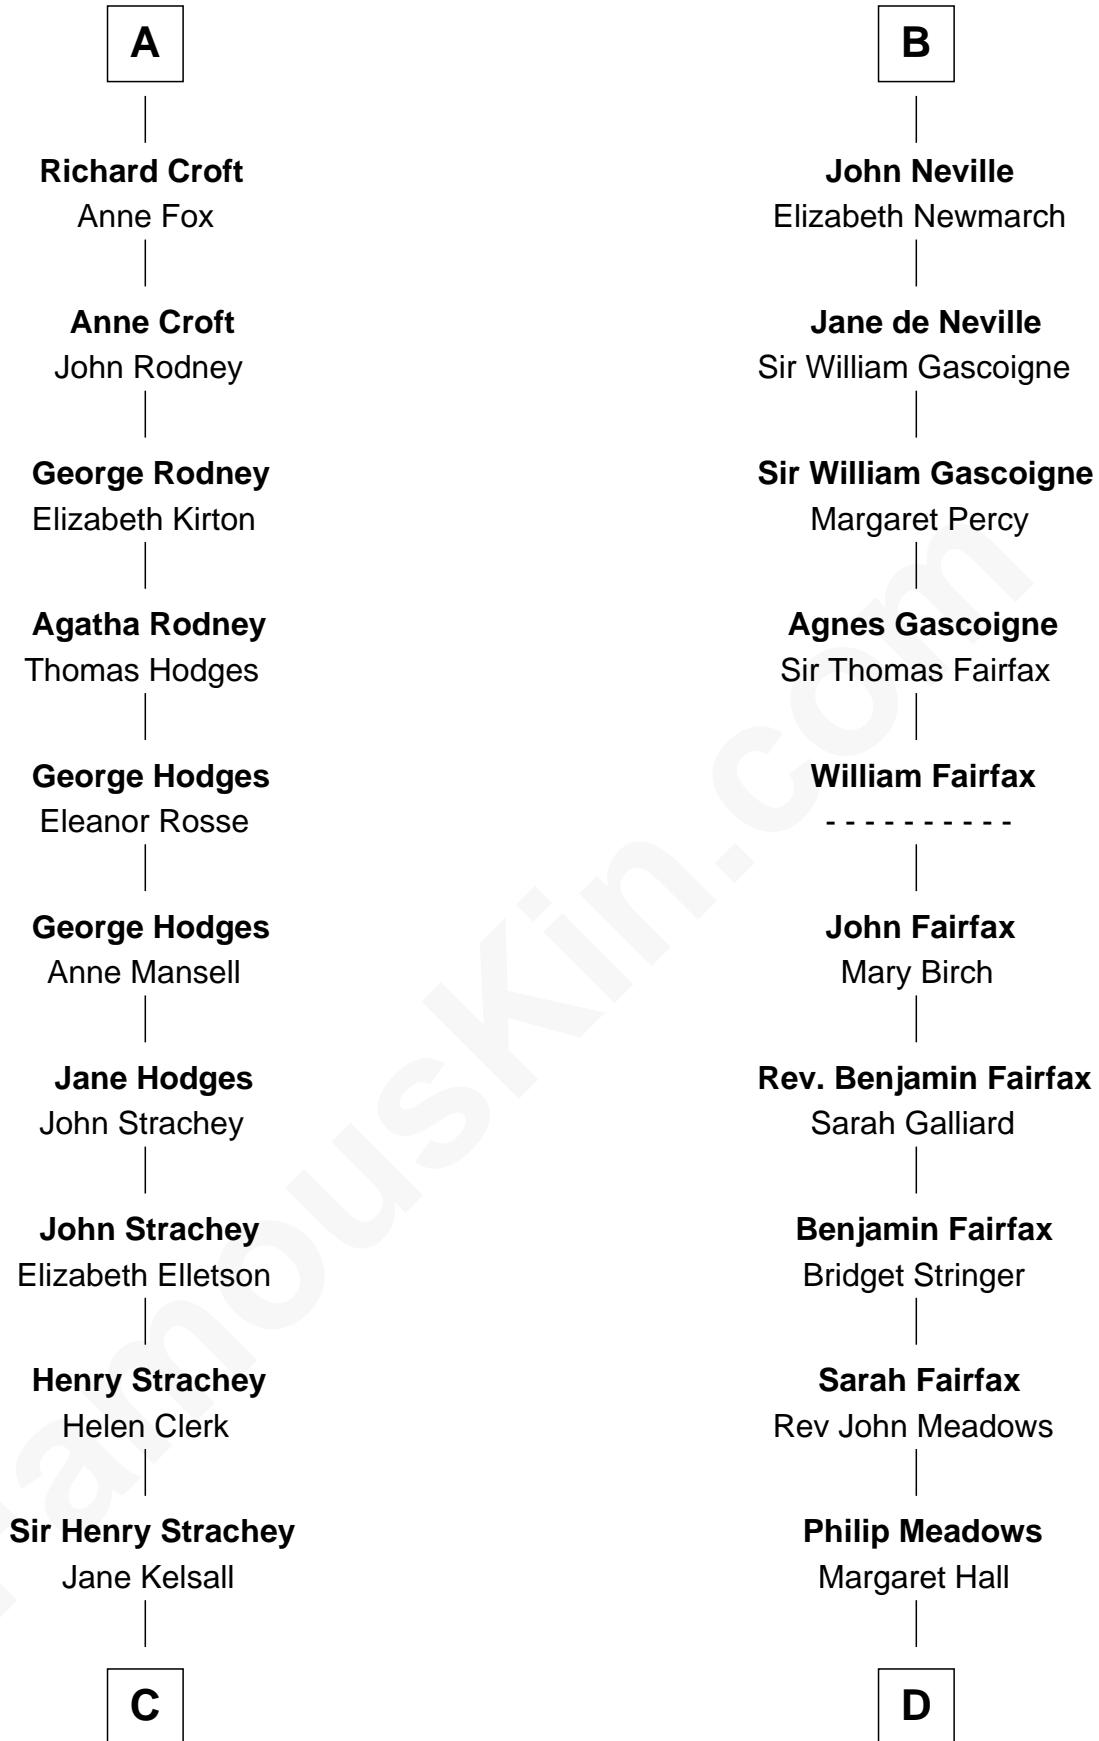 A
Richard Croft
Anne Fox
Anne Croft
John Rodney
George Rodney
Elizabeth Kirton
Agatha Rodney
Thomas Hodges
George Hodges
Eleanor Rosse
George Hodges
Anne Mansell
Jane Hodges
John Strachey
John Strachey
Elizabeth Elletson
Henry Strachey
Helen Clerk
Sir Henry Strachey
Jane Kelsall
C
B
John Neville
Elizabeth Newmarch
Jane de Neville
Sir William Gascoigne
Sir William Gascoigne
Margaret Percy
Agnes Gascoigne
Sir Thomas Fairfax
William Fairfax
- - - - - - - - - -
John Fairfax
Mary Birch
Rev. Benjamin Fairfax
Sarah Galliard
Benjamin Fairfax
Bridget Stringer
Sarah Fairfax
Rev John Meadows
Philip Meadows
Margaret Hall
D
FamousKin.com